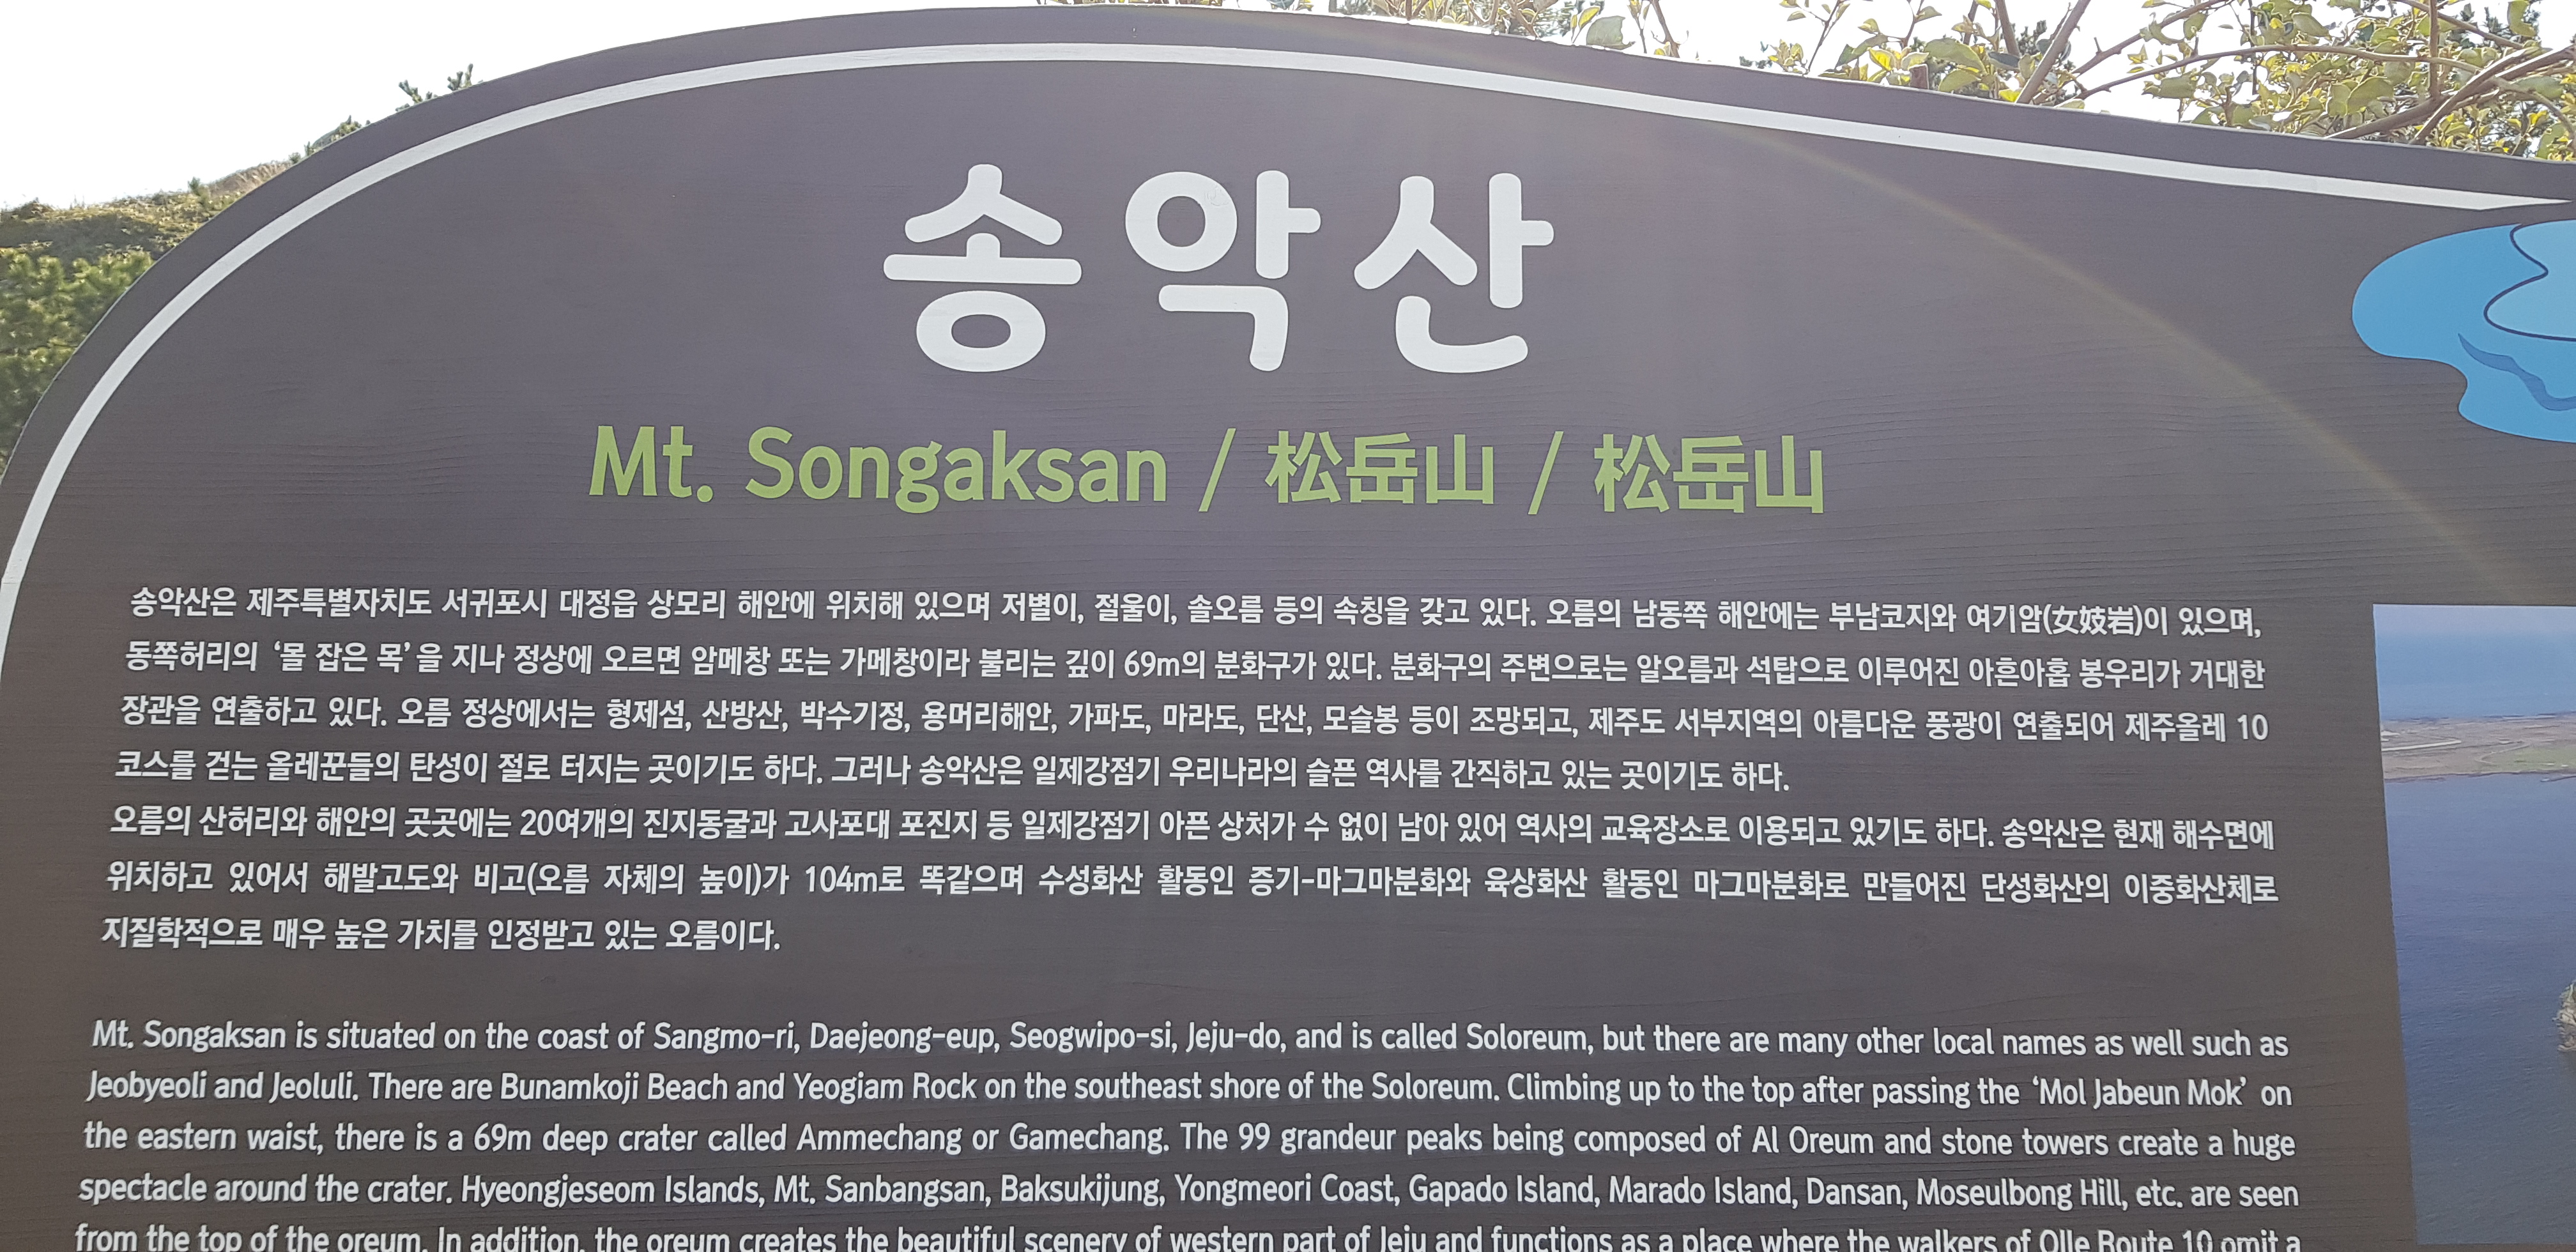 송악산
Mt. Songaksan / 松岳山 / 松岳山
송악산은 제주특별자치도 서귀포시 대정읍 상모리 해안에 위치해 있으며 저별이, 절울이, 솔오름 등의 속칭을 갖고 있다. 오름의 남동쪽 해안에는 부남코지와 여기암(女妓岩)이 있으며,
동쪽허리의 ‘몰 잡은 목’을 지나 정상에 오르면 암메창 또는 가메창이라 불리는 깊이 69m의 분화구가 있다. 분화구의 주변으로는 알오름과 석탑으로 이루어진 아흔아홉 봉우리가 거대한
장관을 연출하고 있다. 오름 정상에서는 형제섬, 산방산, 박수기정, 용머리해안, 가파도, 마라도, 단산, 모슬봉 등이 조망되고, 제주도 서부지역의 아름다운 풍광이 연출되어 제주올레 10
코스를 걷는 올레꾼들의 탄성이 절로 터지는 곳이기도 하다. 그러나 송악산은 일제강점기 우리나라의 슬픈 역사를 간직하고 있는 곳이기도 하다.
오름의 산허리와 해안의 곳곳에는 20여개의 진지동굴과 고사포대 포진지 등 일제강점기 아픈 상처가 수 없이 남아 있어 역사의 교육장소로 이용되고 있기도 하다. 송악산은 현재 해수면에
위치하고 있어서 해발고도와 비고(오름 자체의 높이)가 104m로 똑같으며 수성화산 활동인 증기-마그마분화와 육상화산 활동인 마그마분화로 만들어진 단성화산의 이중화산체로
지질학적으로 매우 높은 가치를 인정받고 있는 오름이다.
Mt. Songaksan is situated on the coast of Sangmo-ri, Daejeong-eup, Seogwipo-si, Jeju-do, and is called Soloreum, but there are many other local names as well such as
Jeobyeoli and Jeoluli. There are Bunamkoji Beach and Yeogiam Rock on the southeast shore of the Soloreum. Climbing up to the top after passing the ‘Mol Jabeun Mok’ on
the eastern waist, there is a 69m deep crater called Ammechang or Gamechang. The 99 grandeur peaks being composed of Al Oreum and stone towers create a huge
spectacle around the crater. Hyeongjeseom Islands, Mt. Sanbangsan, Baksukijung, Yongmeori Coast, Gapado Island, Marado Island, Dansan, Moseulbong Hill, etc. are seen
from the top of the oreum. In addition, the oreum creates the beautiful scenery of western part of Jeju and functions as a place where the walkers of Olle Route 10 omit a